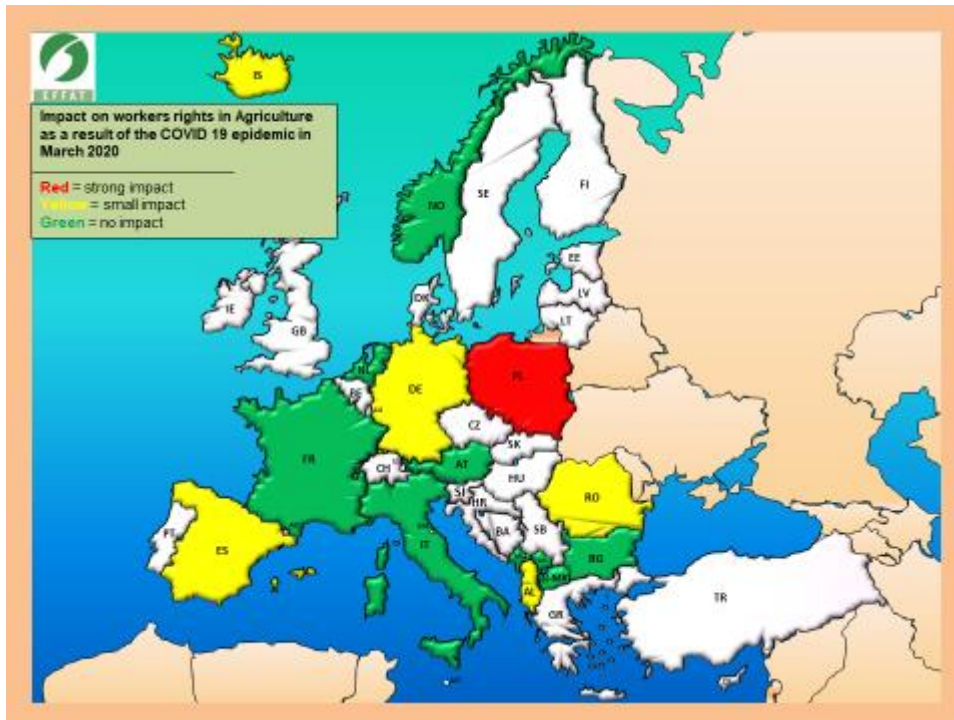 EFFAT
Impact on workers rights in Agriculture
as a result of the COVID 19 epidemic in
March 2020
Red = strong impact
Yellow = small impact
Green = no impact
IS
NO
SE
FI
EE
LV
LT
DK
IE
GB
NL
BE
DE
PL
CZ
SK
FR
CH
AT
HU
SI
HR
RO
BA
SB
IT
PT
ES
BG
AL
GR
TR